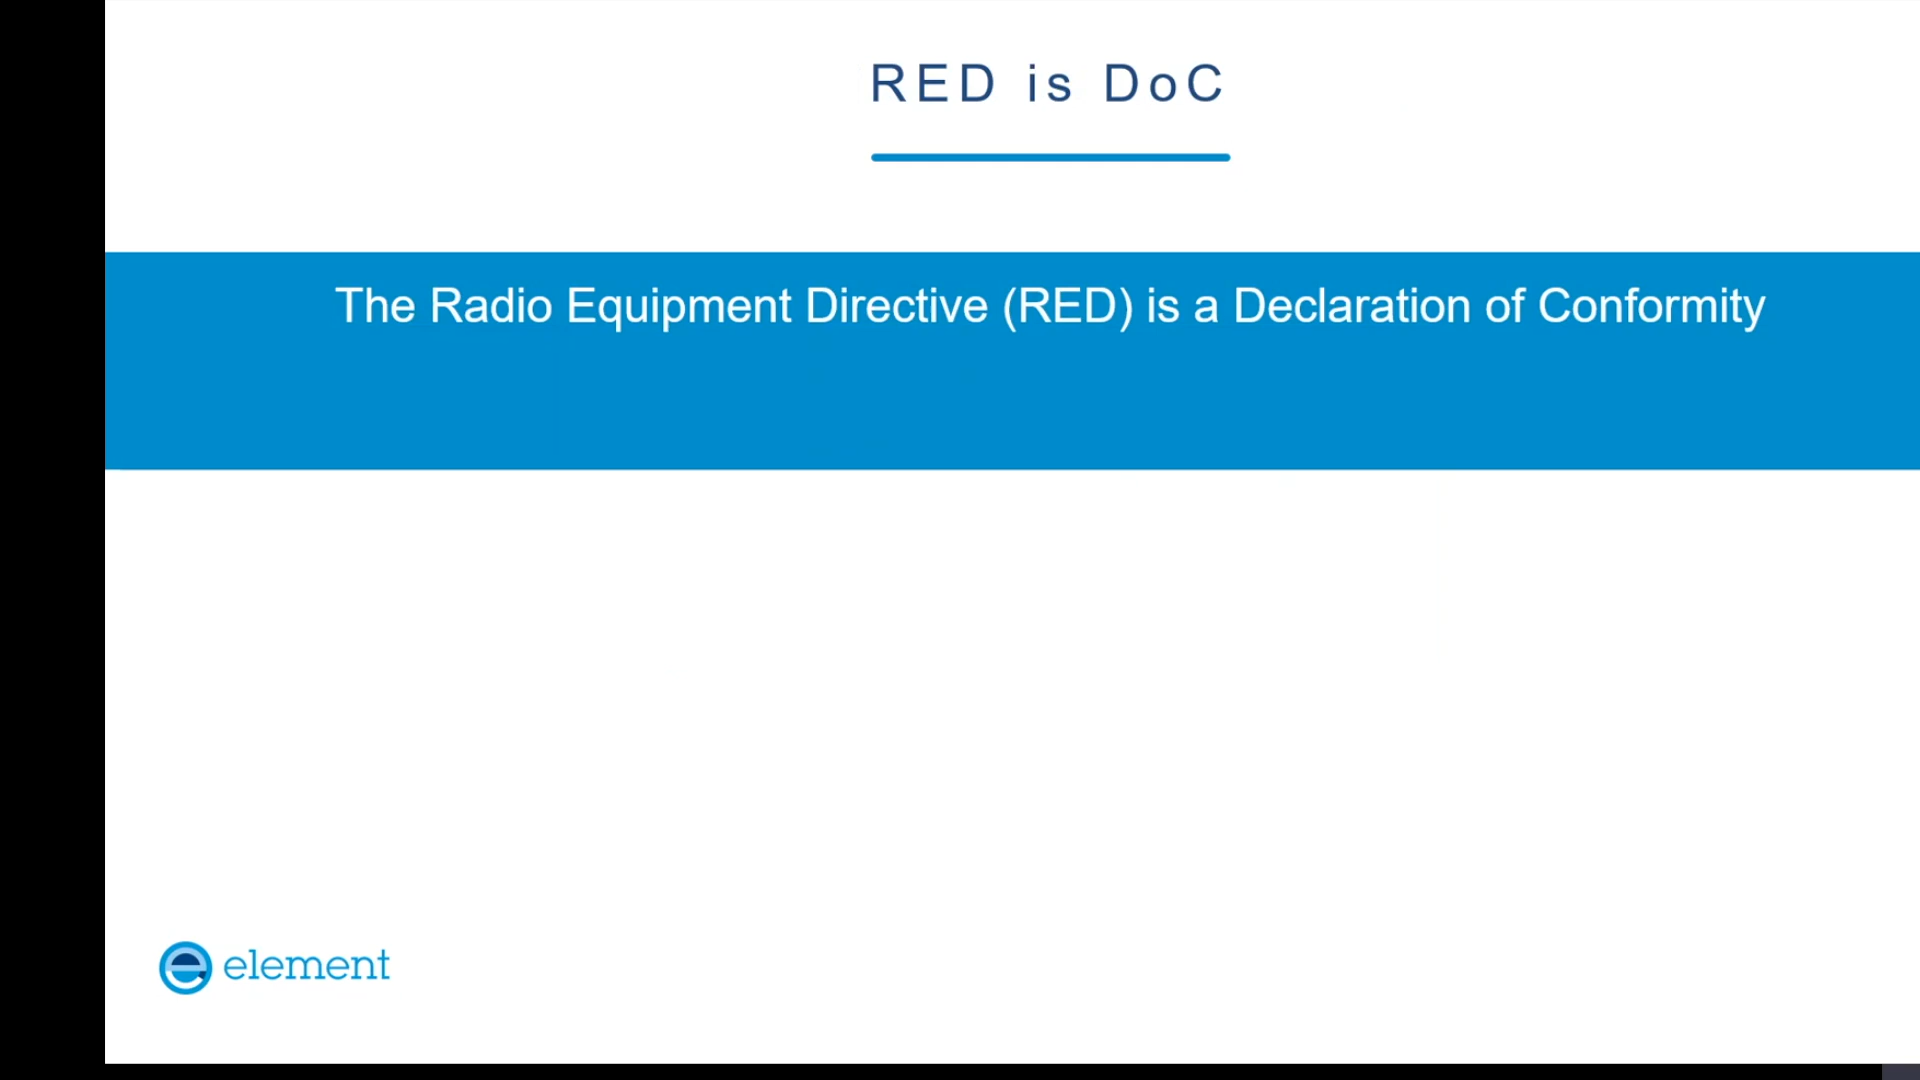 RED is DoC
The Radio Equipment Directive (RED) is a Declaration of Conformity
element